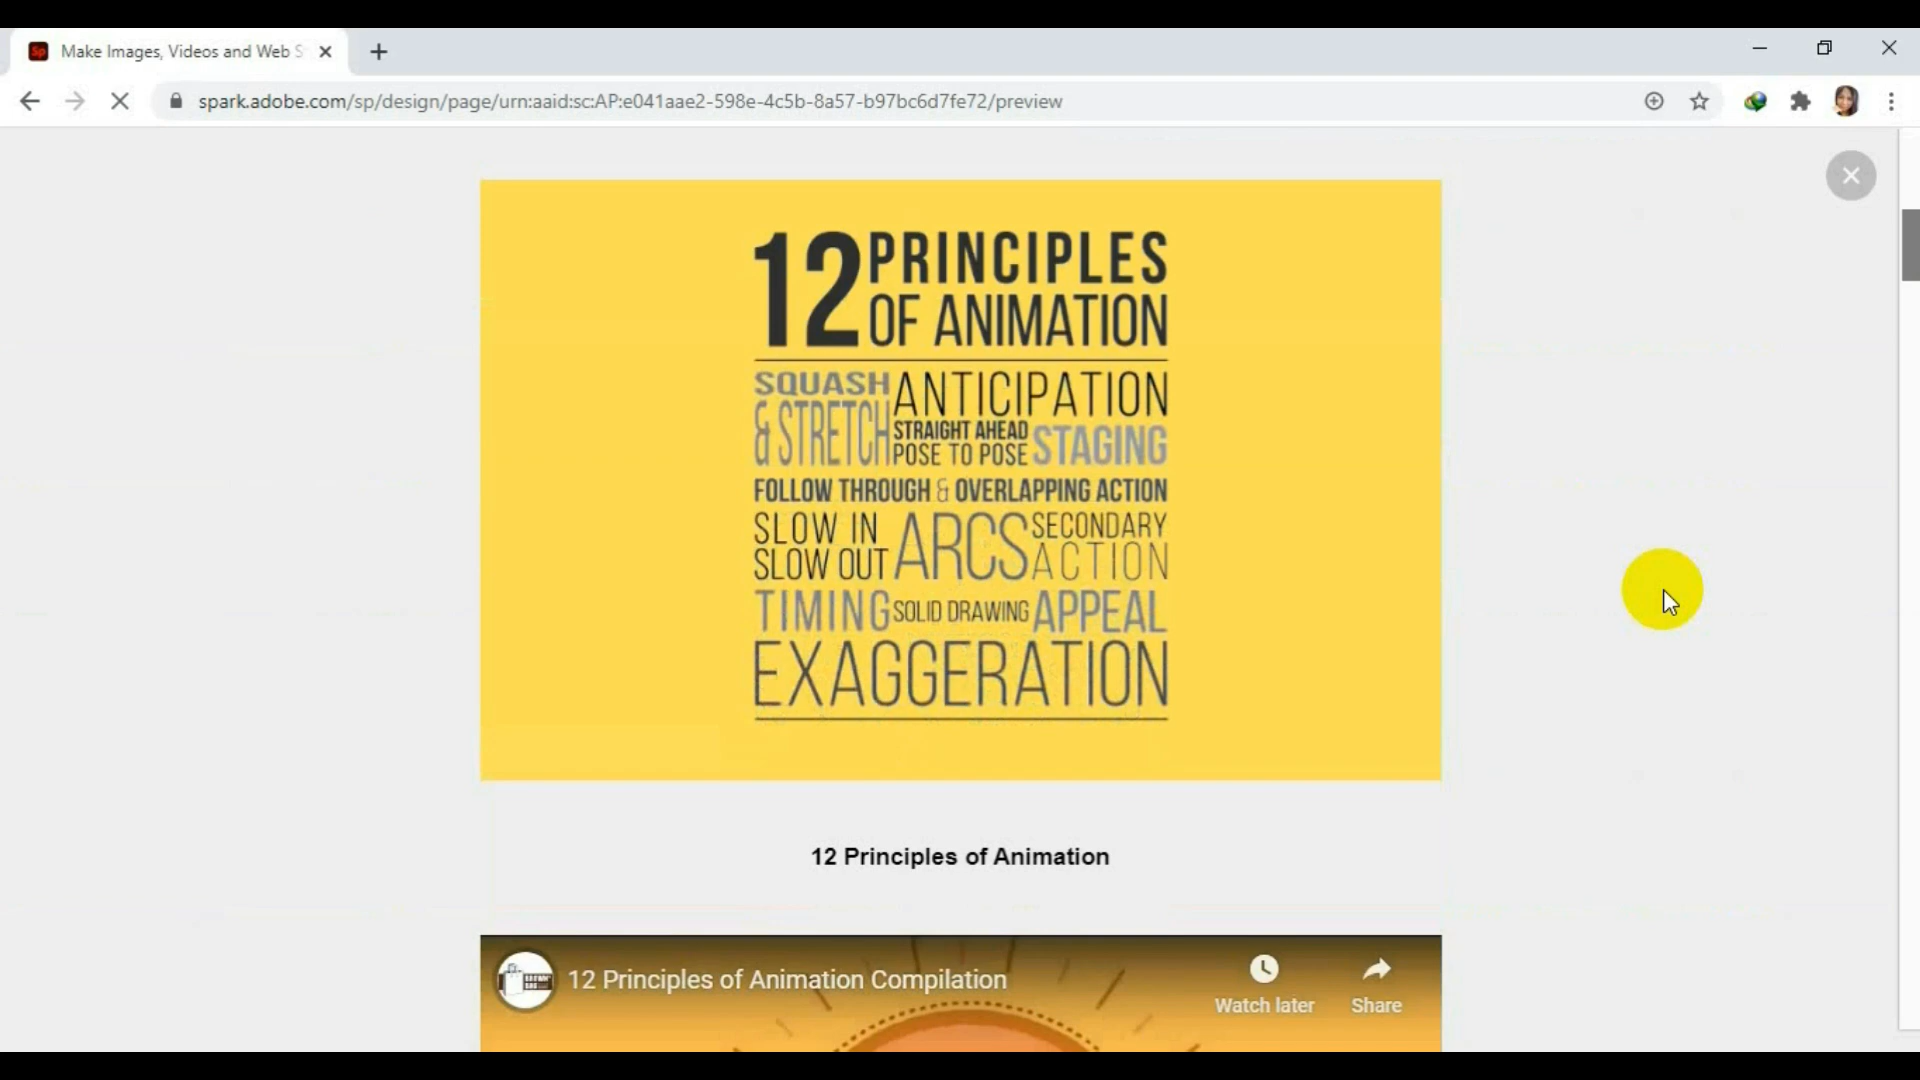 Sp Make Images, Videos and Web S
spark.adobe.com/sp/design/page/urn:aaid:sc:AP:e041aae2-598e-4c5b-8a57-b97bc6d7fe72/preview
12 PRINCIPLES
OF ANIMATION
SQUASH
& STRETCH
ANTICIPATION
STRAIGHT AHEAD
POSE TO POSE
STAGING
FOLLOW THROUGH & OVERLAPPING ACTION
SLOW IN
SLOW OUT
ARCS
SECONDARY
ACTION
TIMING SOLID DRAWING APPEAL
EXAGGERATION
12 Principles of Animation
12 Principles of Animation Compilation
Watch later
Share